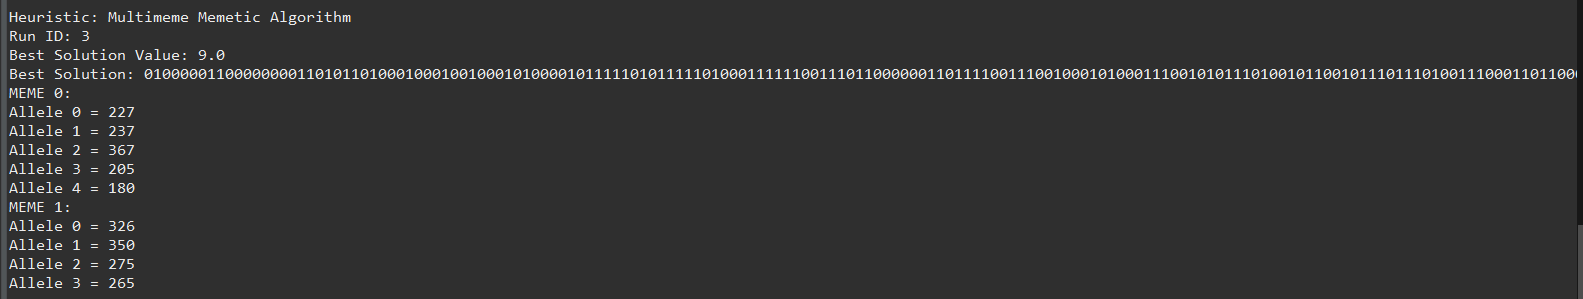 Heuristic: Multimeme Memetic Algorithm
Run ID: 3
Best Solution Value: 9.0
Best Solution: 0100000110000000011010110100010001001000101000010111110101111101000111111001110110000001101111001110010001010001110010101110100101100101110111010011100011011000
MEME 0:
Allele 0 = 227
Allele 1 = 237
Allele 2 = 367
Allele 3 = 205
Allele 4 = 180
MEME 1:
Allele 0 = 326
Allele 1 = 350
Allele 2 = 275
Allele 3 = 265